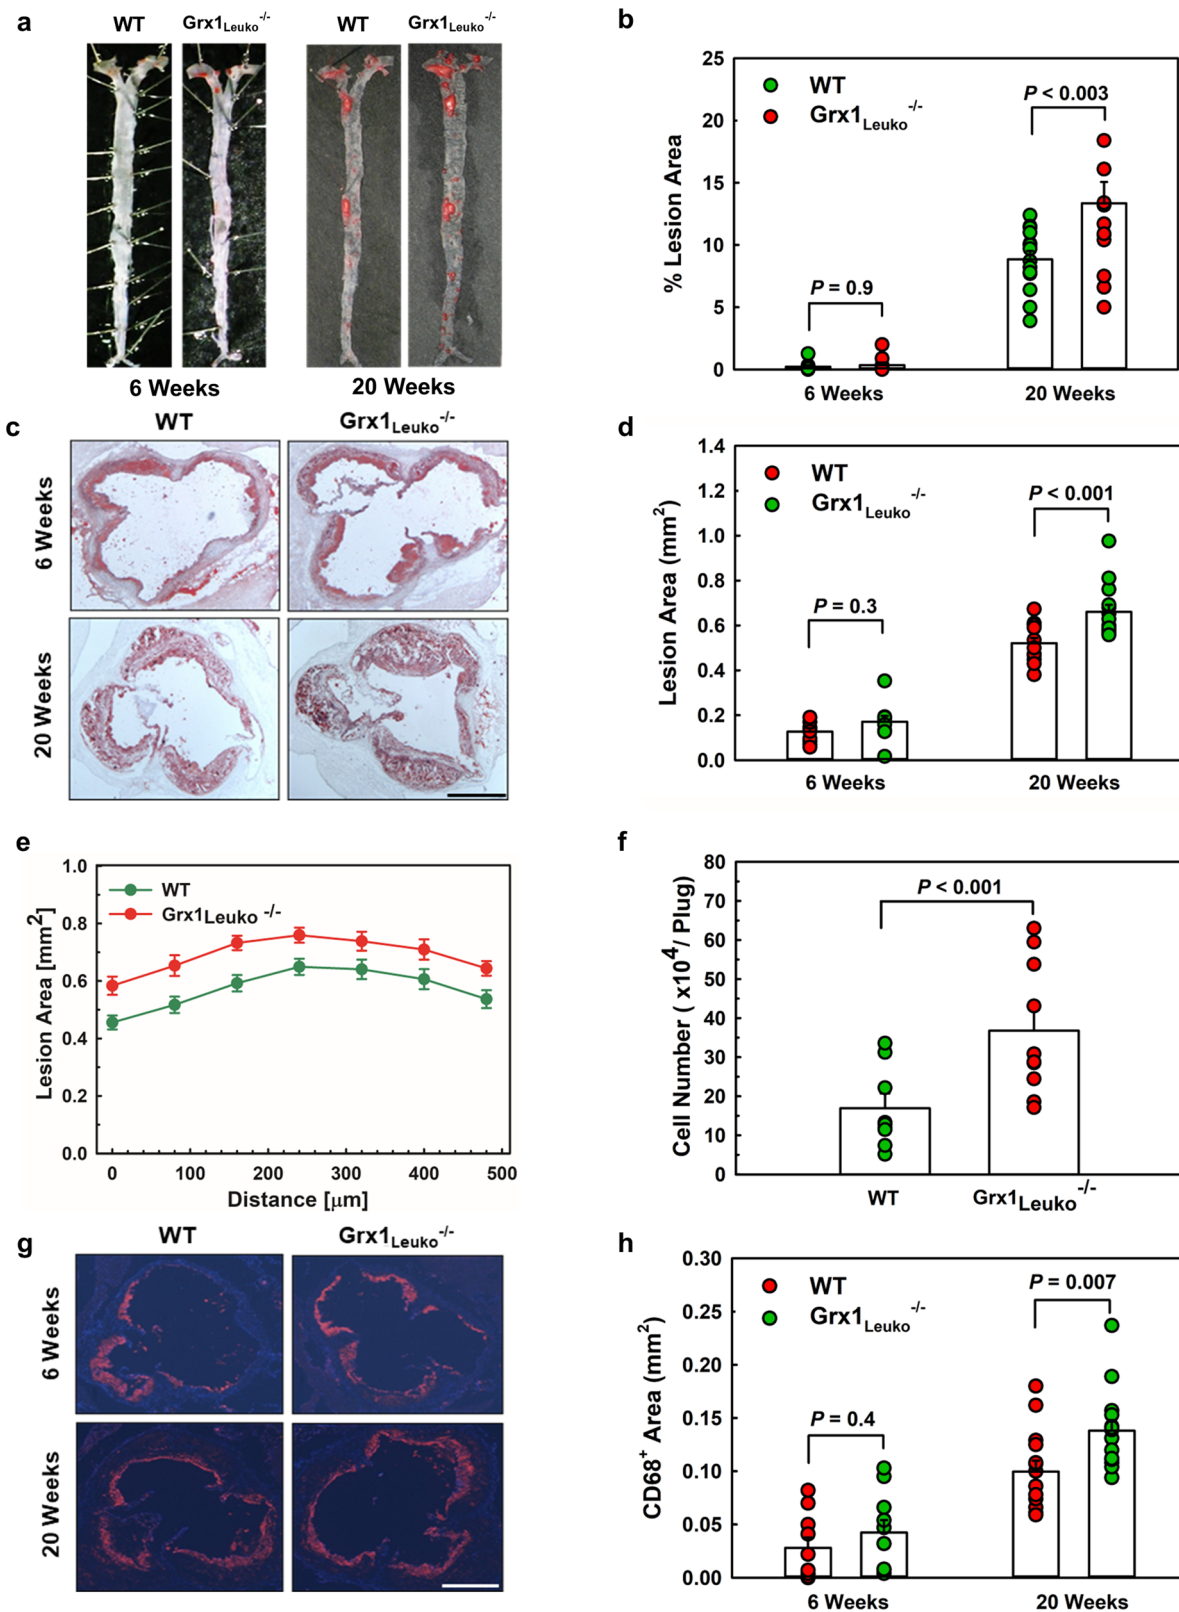 a
WT Grx1Leuko-/- WT Grx1Leuko-/-
6 Weeks 20 Weeks
b
25
20
15
10
5
0
% Lesion Area
WT
Grx1Leuko-/-
P = 0.9
P < 0.003
6 Weeks 20 Weeks
c
WT Grx1Leuko-/-
6 Weeks
20 Weeks
d
1.4
1.2
1.0
0.8
0.6
0.4
0.2
0.0
Lesion Area (mm2)
WT
Grx1Leuko-/-
P = 0.3
P < 0.001
6 Weeks 20 Weeks
e
1.0
0.8
0.6
0.4
0.2
0.0
Lesion Area [mm2]
WT
Grx1Leuko -/-
0 100 200 300 400 500
Distance [µm]
f
80
70
60
50
40
30
20
10
0
Cell Number ( x104/ Plug)
P < 0.001
WT Grx1Leuko-/-
g
WT Grx1Leuko-/-
6 Weeks
20 Weeks
h
0.30
0.25
0.20
0.15
0.10
0.05
0.00
CD68+ Area (mm2)
WT
Grx1Leuko-/-
P = 0.4
P = 0.007
6 Weeks 20 Weeks